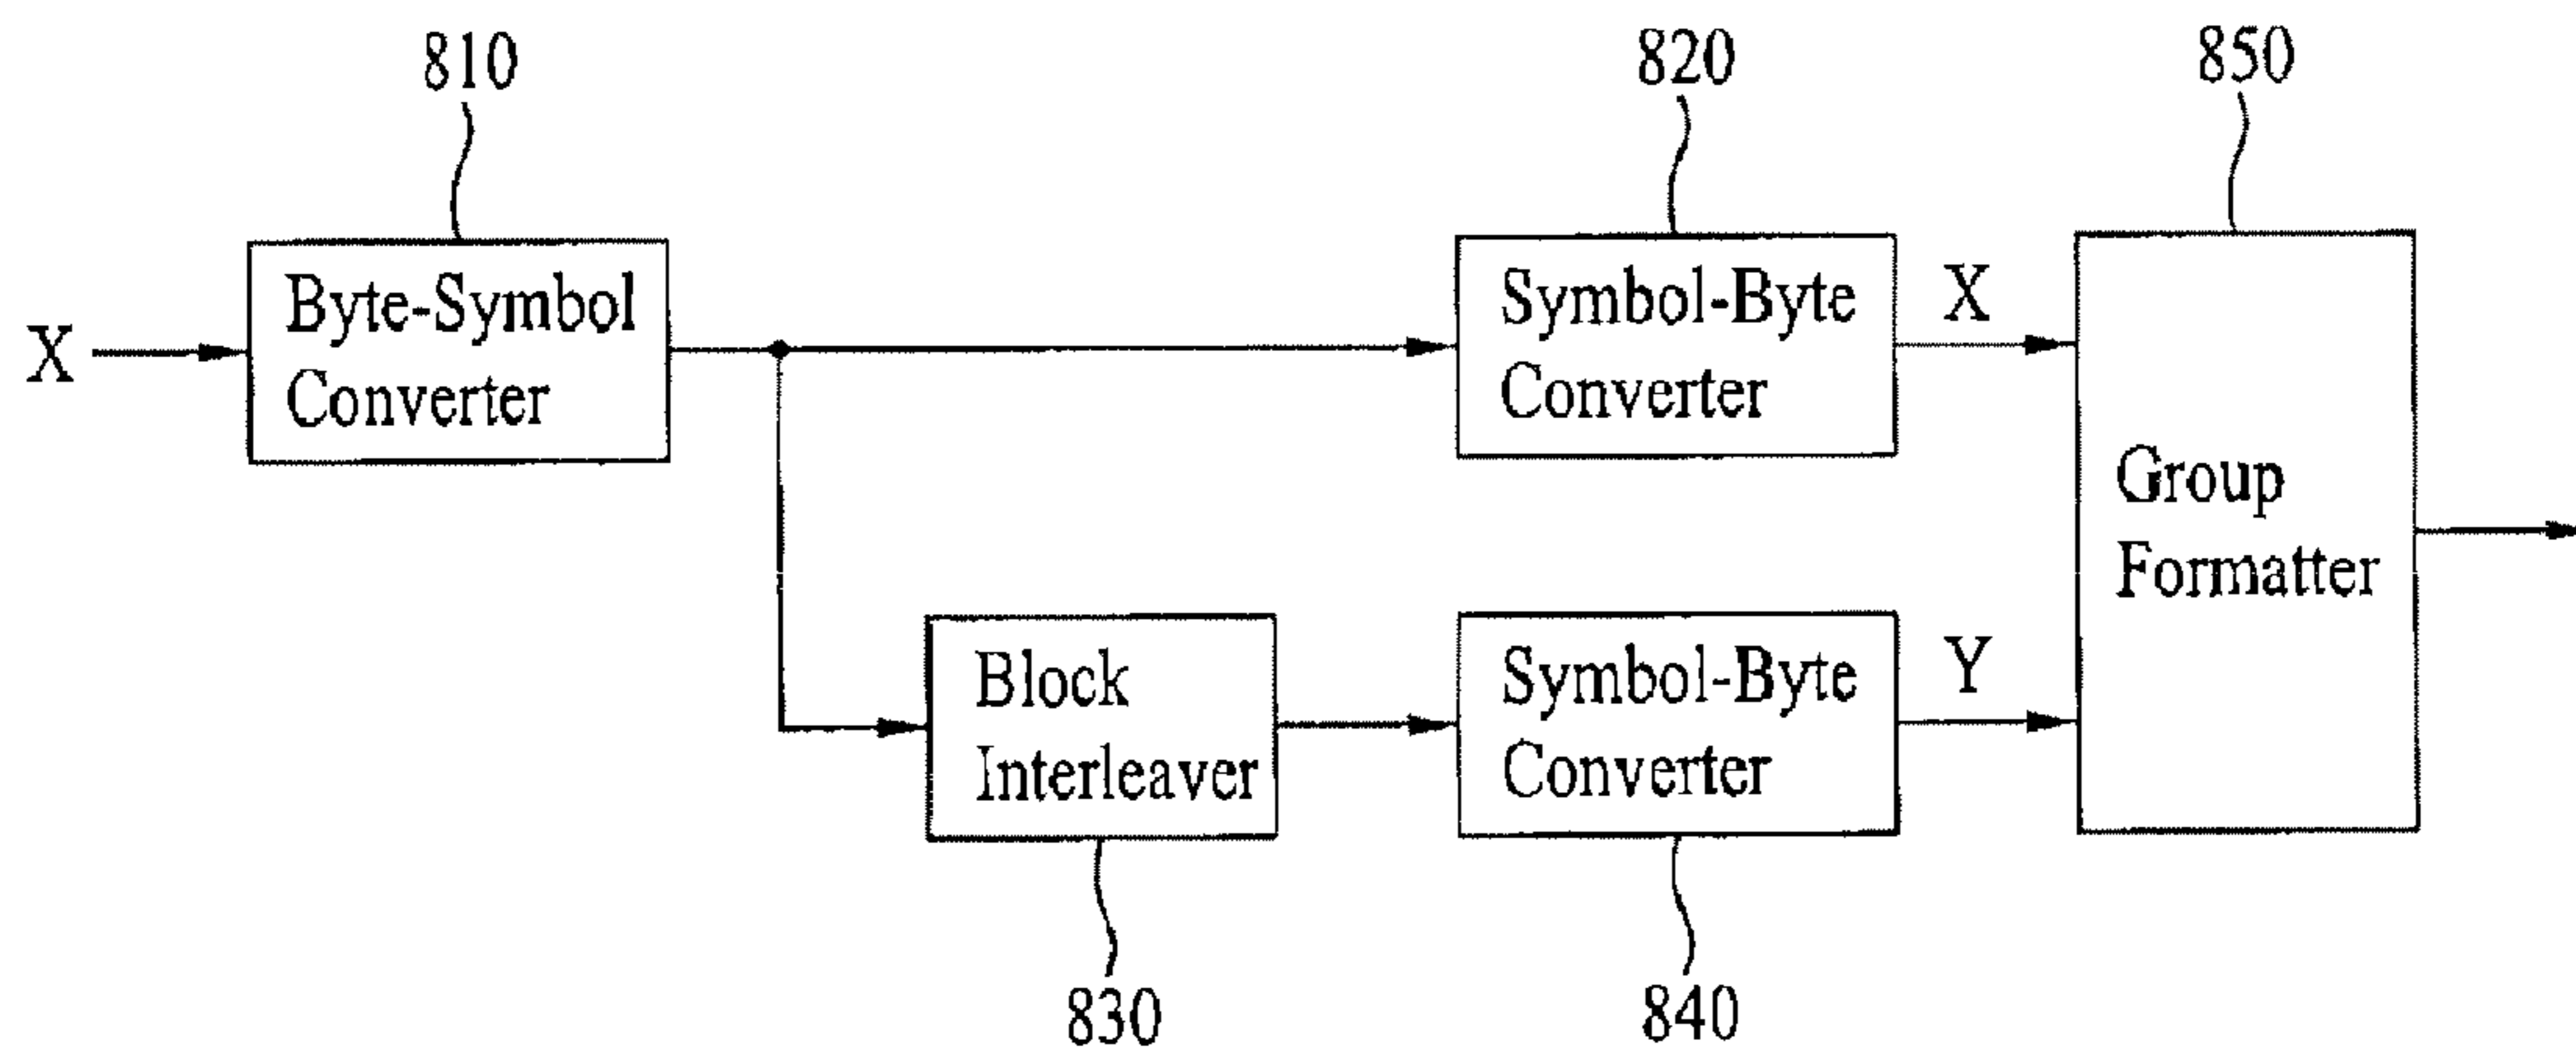 810
820
850
X
Byte-Symbol
Converter
Symbol-Byte
Converter
X
Group
Formatter
Block
Interleaver
Symbol-Byte
Converter
Y
830
840